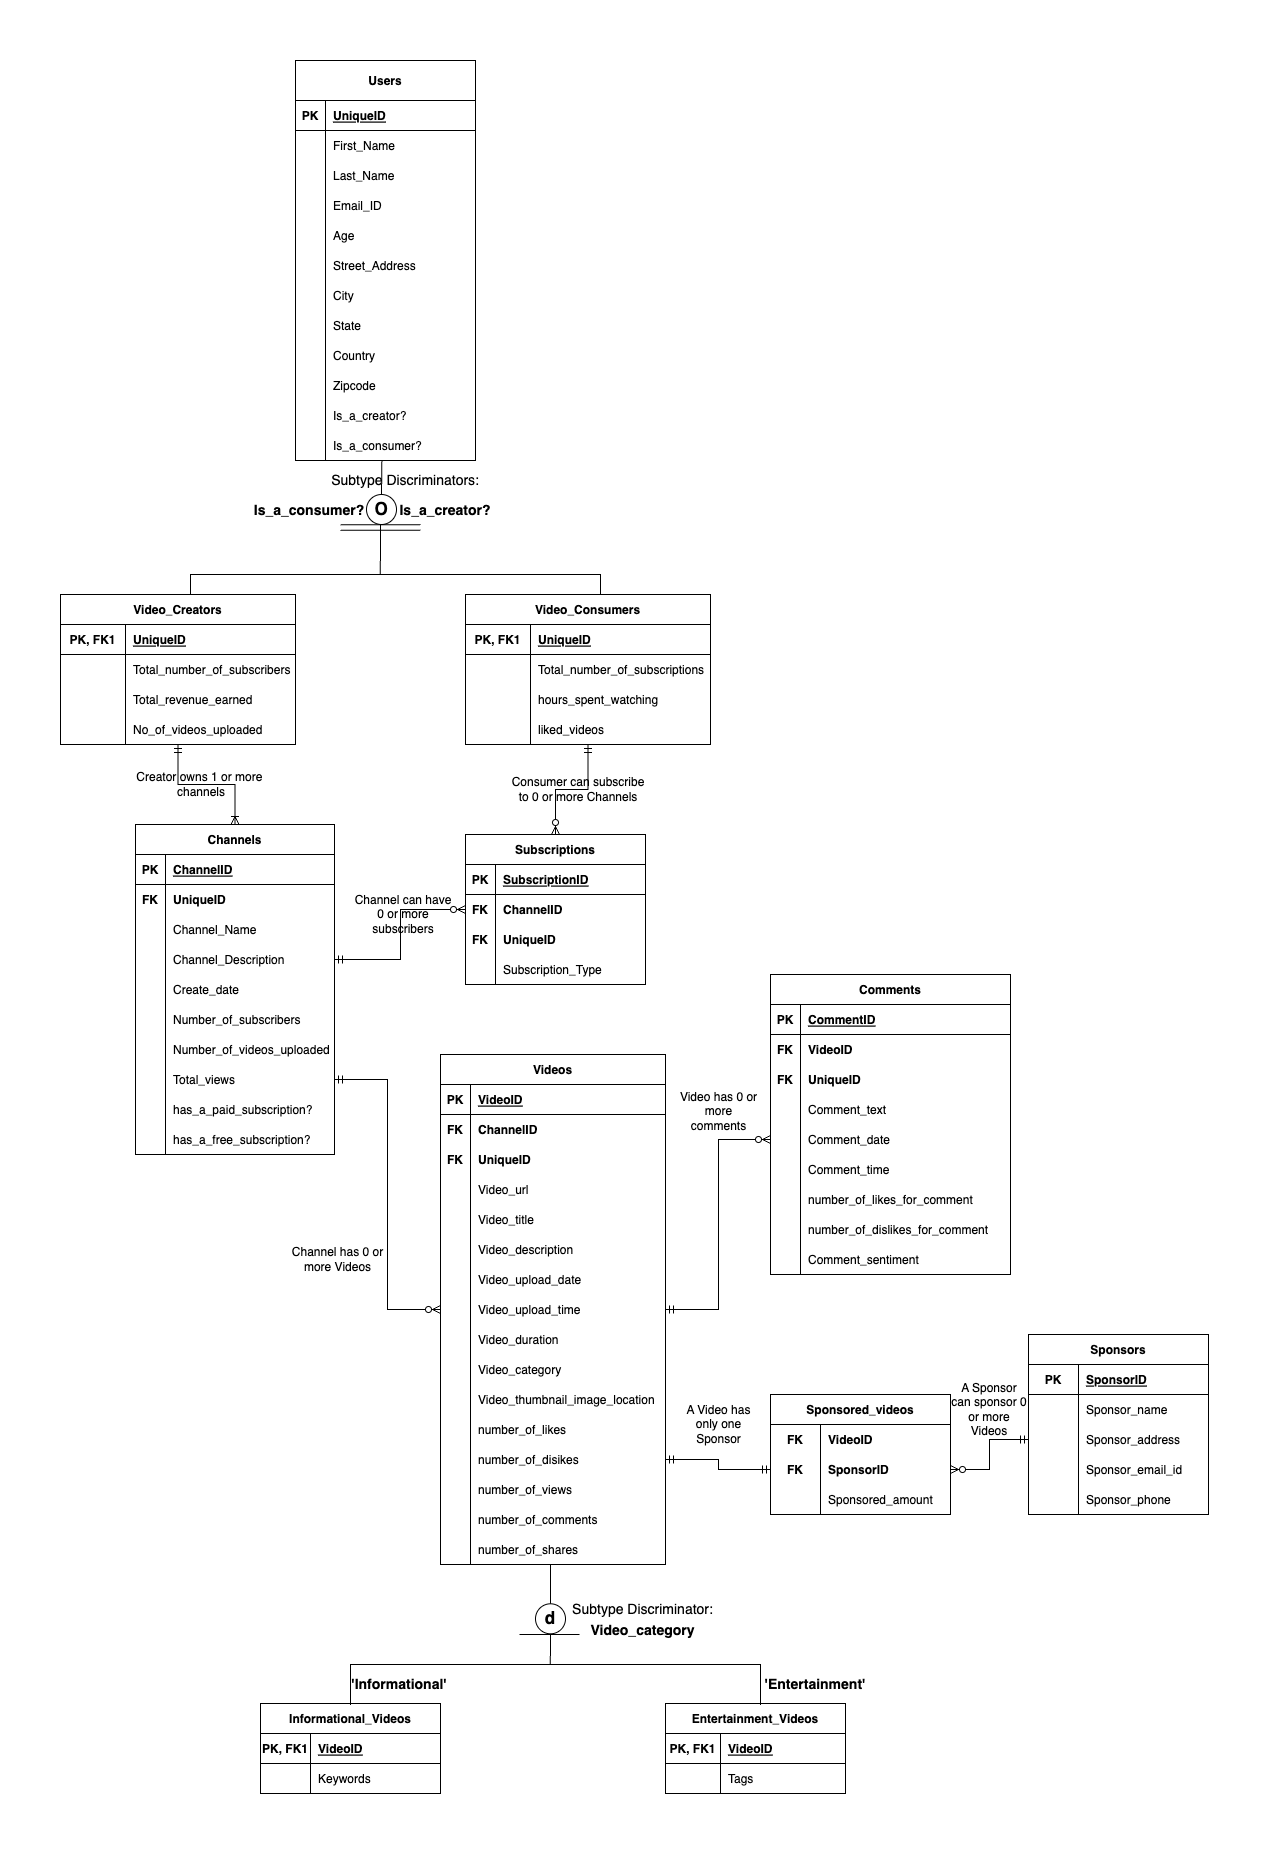 Users
PK UniqueID
First_Name
Last_Name
Email_ID
Age
Street_Address
City
State
Country
Zipcode
Is_a_creator?
Is_a_consumer?
Subtype Discriminators:
Is_a_consumer? O Is_a_creator?
Video_Creators
PK, FK1 UniqueID
Total_number_of_subscribers
Total_revenue_earned
No_of_videos_uploaded
Video_Consumers
PK, FK1 UniqueID
Total_number_of_subscriptions
hours_spent_watching
liked_videos
Creator owns 1 or more
channels
Consumer can subscribe
to 0 or more Channels
Channels
PK ChannelID
FK UniqueID
Channel_Name
Channel_Description
Create_date
Number_of_subscribers
Number_of_videos_uploaded
Total_views
has_a_paid_subscription?
has_a_free_subscription?
Channel can have
0 or more
subscribers
Subscriptions
PK SubscriptionID
FK ChannelID
FK UniqueID
Subscription_Type
Channel has 0 or
more Videos
Videos
PK VideoID
FK ChannelID
FK UniqueID
Video_url
Video_title
Video_description
Video_upload_date
Video_upload_time
Video_duration
Video_category
Video_thumbnail_image_location
number_of_likes
number_of_disikes
number_of_views
number_of_comments
number_of_shares
Video has 0 or
more
comments
Comments
PK CommentID
FK VideoID
FK UniqueID
Comment_text
Comment_date
Comment_time
number_of_likes_for_comment
number_of_dislikes_for_comment
Comment_sentiment
A Video has
only one
Sponsor
Sponsored_videos
FK VideoID
FK SponsorID
Sponsored_amount
A Sponsor
can sponsor 0
or more
Videos
Sponsors
PK SponsorID
Sponsor_name
Sponsor_address
Sponsor_email_id
Sponsor_phone
d Subtype Discriminator:
Video_category
'Informational'
'Entertainment'
Informational_Videos
PK, FK1 VideoID
Keywords
Entertainment_Videos
PK, FK1 VideoID
Tags